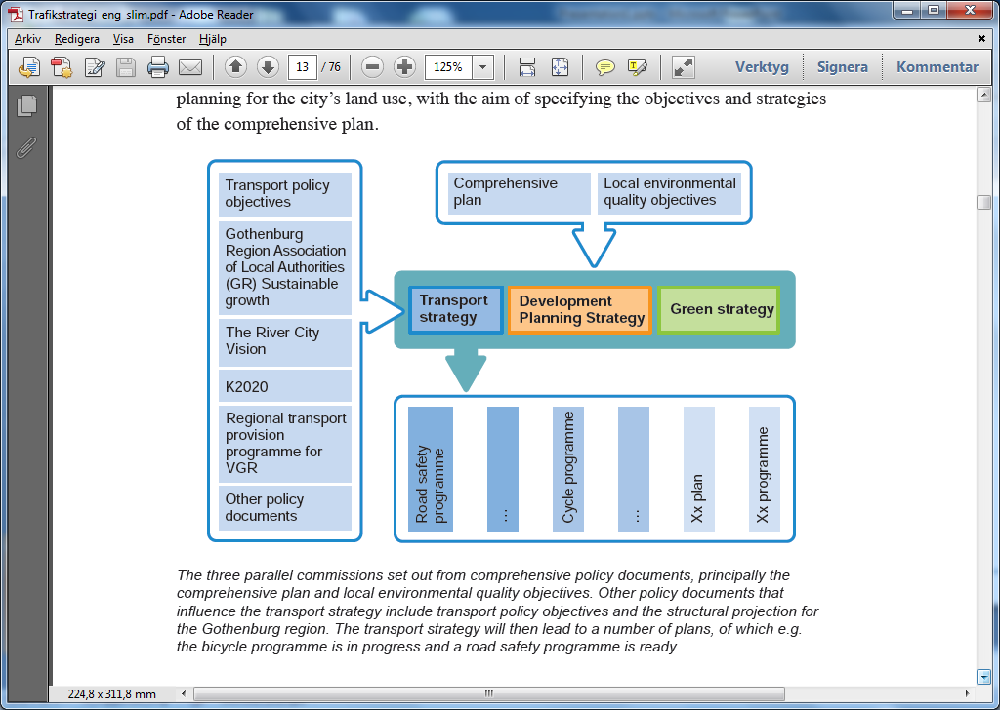 Trafikstrategi_eng_slim.pdf - Adobe Reader
Arkiv Redigera Visa Fönster Hjälp
13 / 76 125% Verktyg Signera Kommentar
planning for the city's land use, with the aim of specifying the objectives and strategies
of the comprehensive plan.
Transport policy
objectives
Gothenburg
Region Association
of Local Authorities
(GR) Sustainable
growth
The River City
Vision
K2020
Regional transport
provision
programme for
VGR
Other policy
documents
Comprehensive
plan
Local environmental
quality objectives
Transport
strategy
Development
Planning Strategy
Green strategy
Road safety
programme
...
Cycle programme
...
Xx plan
Xx programme
The three parallel commissions set out from comprehensive policy documents, principally the
comprehensive plan and local environmental quality objectives. Other policy documents that
influence the transport strategy include transport policy objectives and the structural projection for
the Gothenburg region. The transport strategy will then lead to a number of plans, of which e.g.
the bicycle programme is in progress and a road safety programme is ready.
224,8 x 311,8 mm